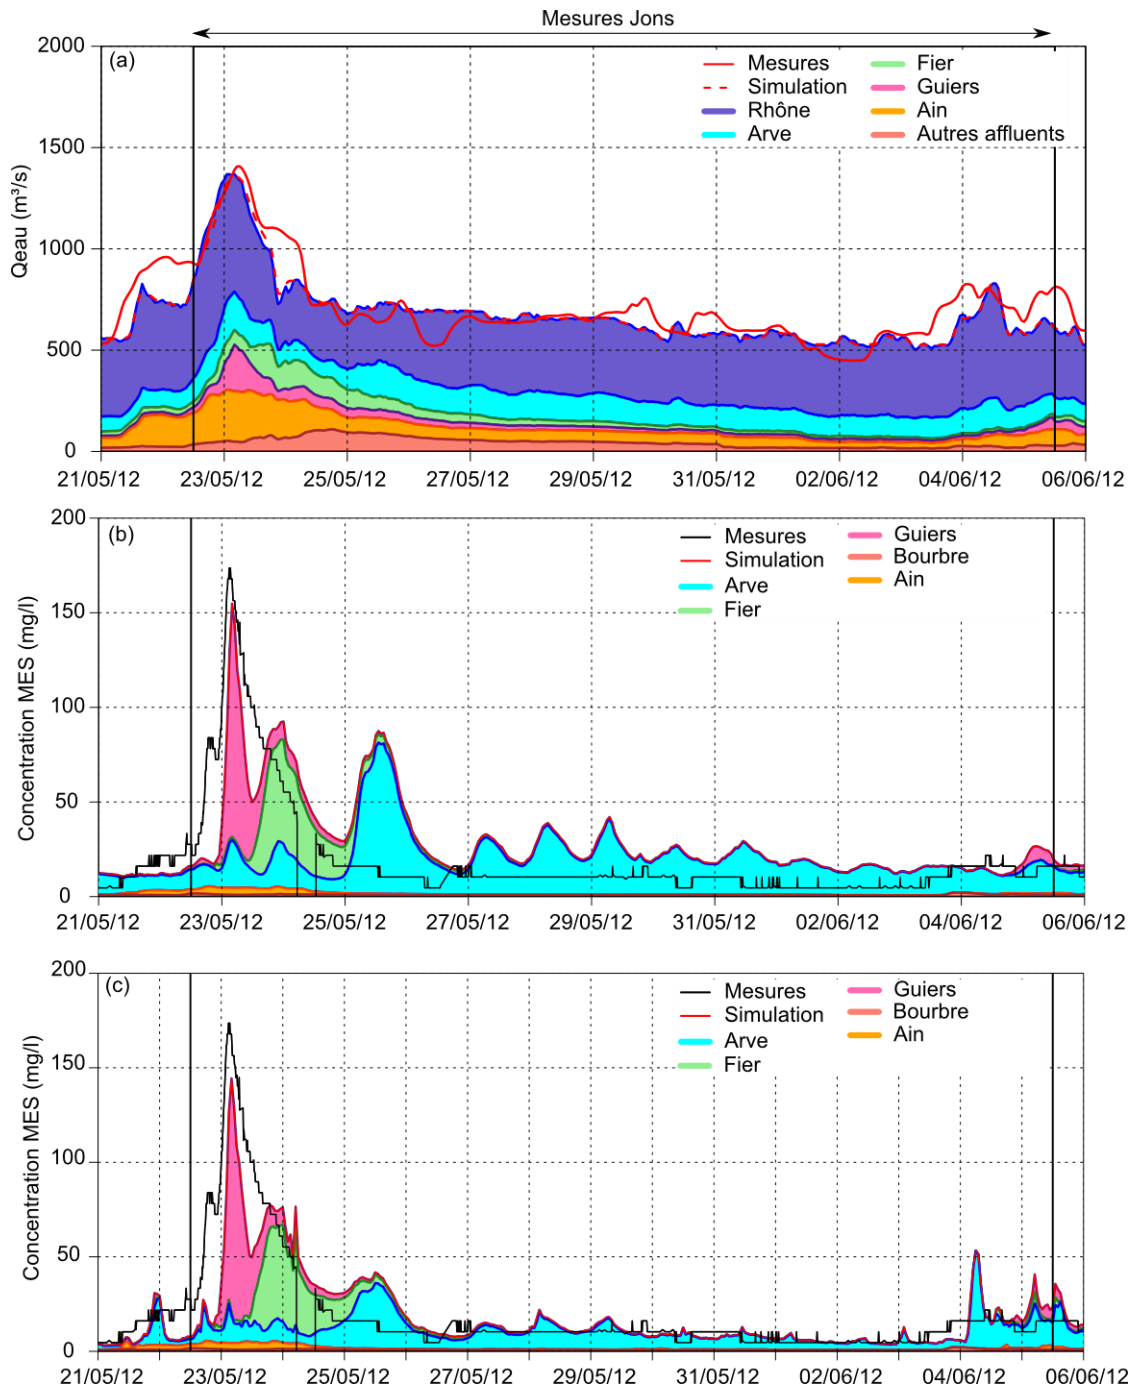 Mesures Jons
(a)
2000
1500
1000
500
0
Qeau (m³/s)
Mesures
Simulation
Rhône
Arve
Fier
Guiers
Ain
Autres affluents
21/05/12 23/05/12 25/05/12 27/05/12 29/05/12 31/05/12 02/06/12 04/06/12 06/06/12
(b)
200
150
100
50
0
Concentration MES (mg/l)
Mesures
Simulation
Arve
Fier
Guiers
Bourbre
Ain
21/05/12 23/05/12 25/05/12 27/05/12 29/05/12 31/05/12 02/06/12 04/06/12 06/06/12
(c)
200
150
100
50
0
Concentration MES (mg/l)
Mesures
Simulation
Arve
Fier
Guiers
Bourbre
Ain
21/05/12 23/05/12 25/05/12 27/05/12 29/05/12 31/05/12 02/06/12 04/06/12 06/06/12